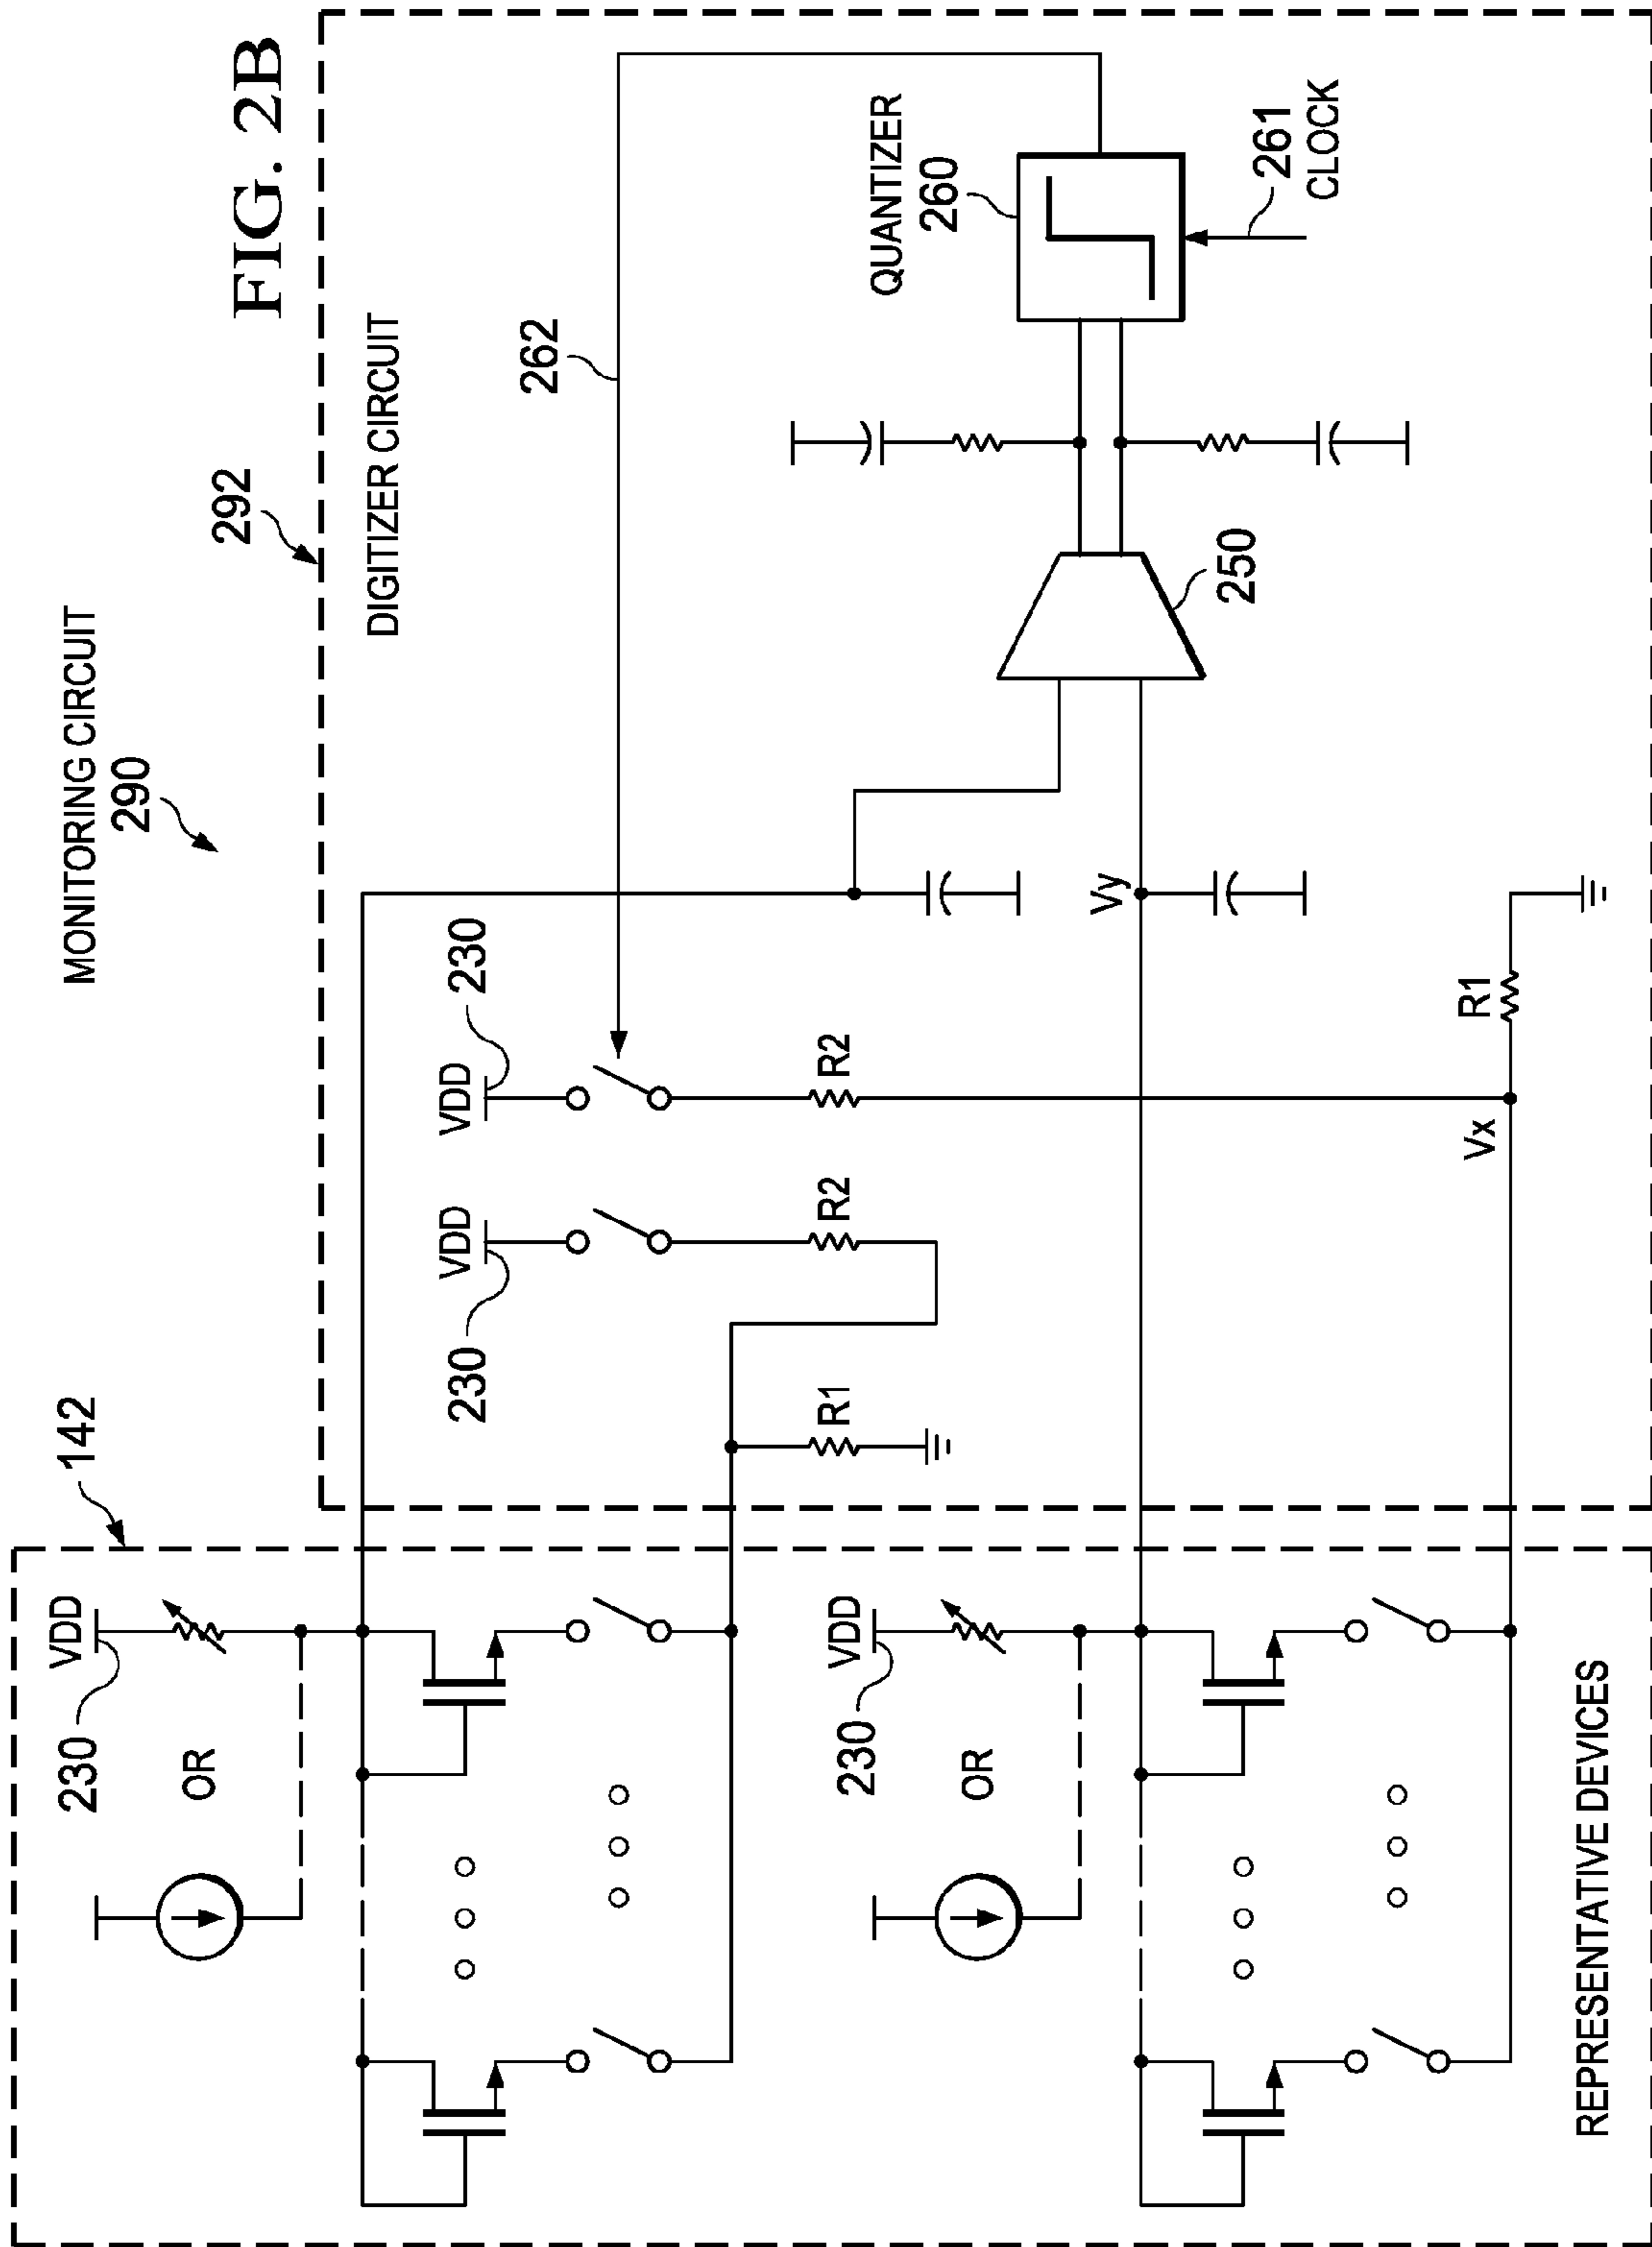 FIG. 2B
MONITORING CIRCUIT
290
292
142
DIGITIZER CIRCUIT
262
QUANTIZER
260
261
CLOCK
250
VDD
230
OR
VDD
230
VDD
230
R2
R2
R1
Vy
VDD
230
OR
Vx
R1
REPRESENTATIVE DEVICES